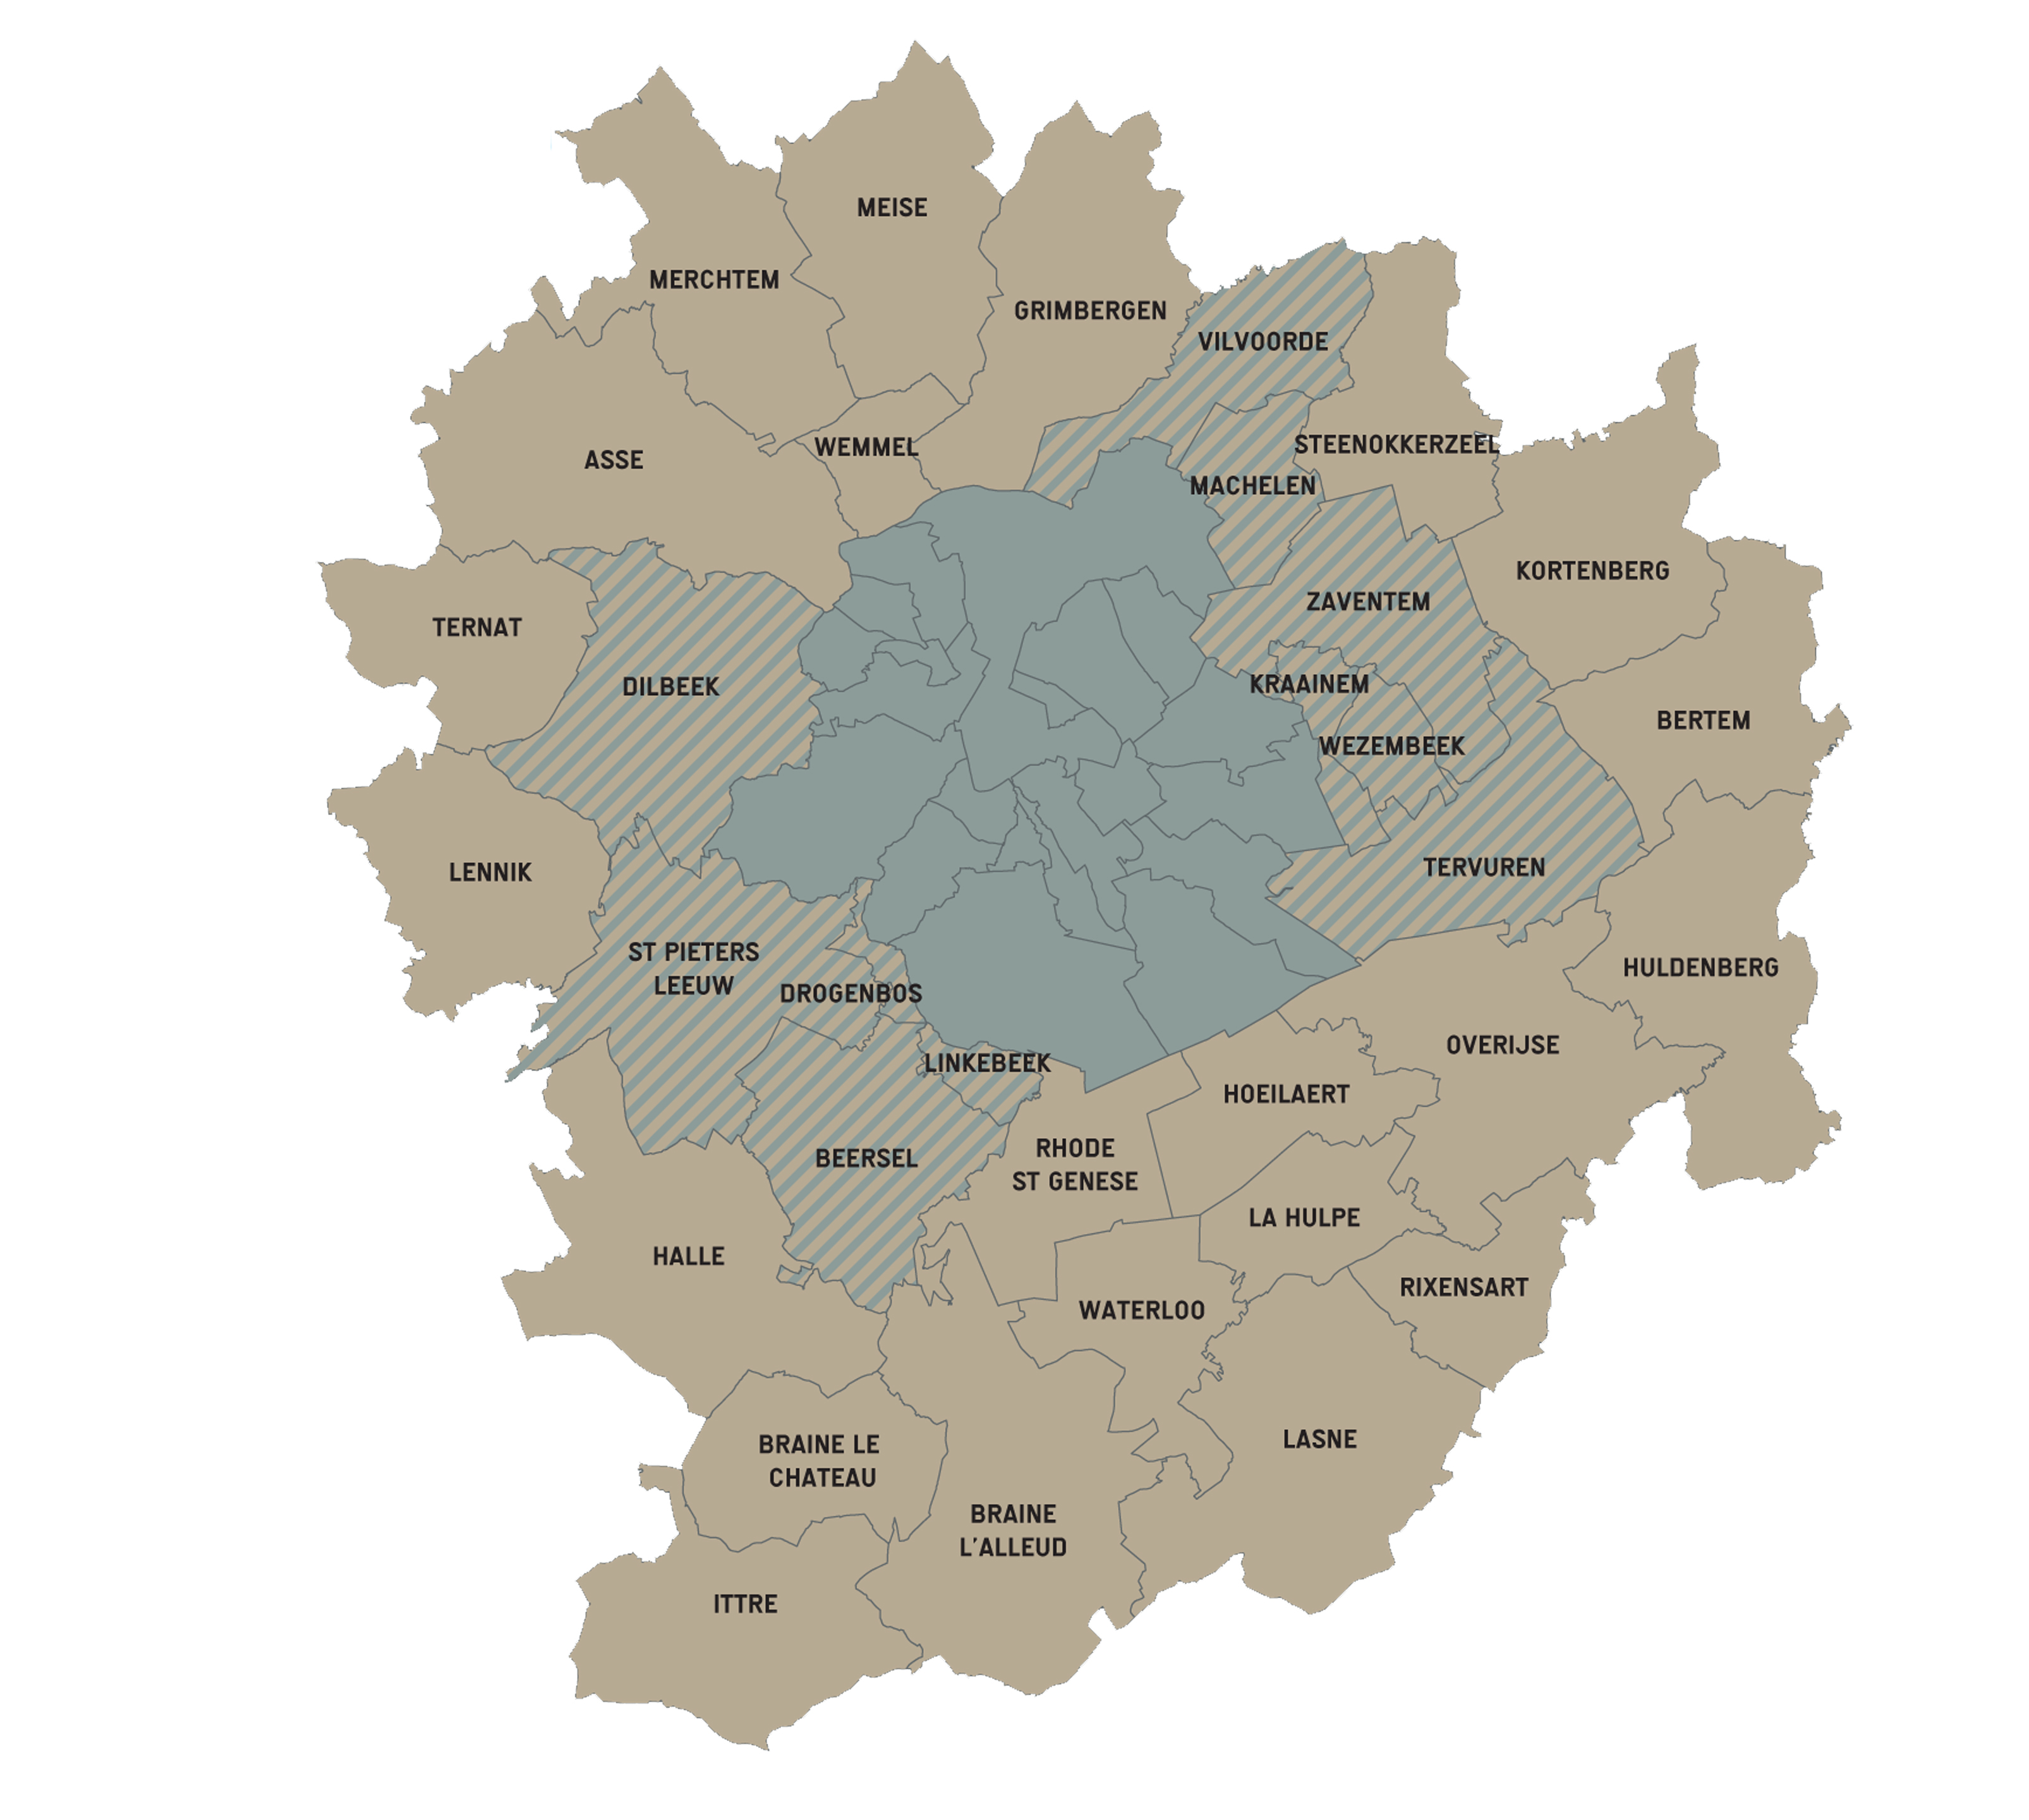 MEISE
MERCHTEM
GRIMBERGEN
VILVOORDE
STEENOKKERZEEL
WEMMEL
ASSE
MACHELEN
KORTENBERG
ZAVENTEM
TERNAT
KRAAINEM
DILBEEK
BERTEM
WEZEMBEEK
TERVUREN
LENNIK
ST PIETERS
LEEUW
HULDENBERG
DROGENBOS
OVERIJSE
LINKEBEEK
HOEILAERT
RHODE
ST GENESE
BEERSEL
LA HULPE
HALLE
RIXENSART
WATERLOO
LASNE
BRAINE LE
CHATEAU
BRAINE
L'ALLEUD
ITTRE